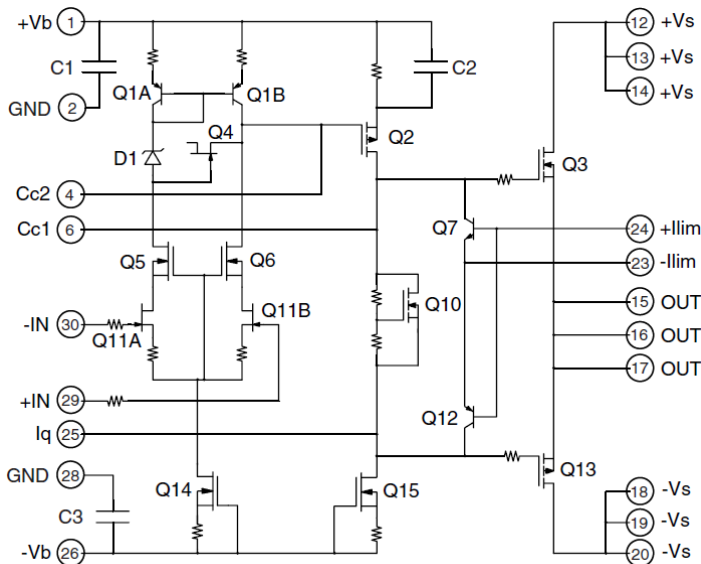 +Vb 1
12 +Vs
C1
13 +Vs
C2
Q1A Q1B
14 +Vs
GND 2
Q4
Q2
D1
Q3
Cc2 4
Cc1 6
Q7
24 +Ilim
Q5 Q6
23 -Ilim
Q10
15 OUT
-IN 30
Q11B
16 OUT
Q11A
17 OUT
+IN 29
Q12
Iq 25
GND 28
Q13
Q14 Q15
18 -Vs
C3
19 -Vs
-Vb 26
20 -Vs